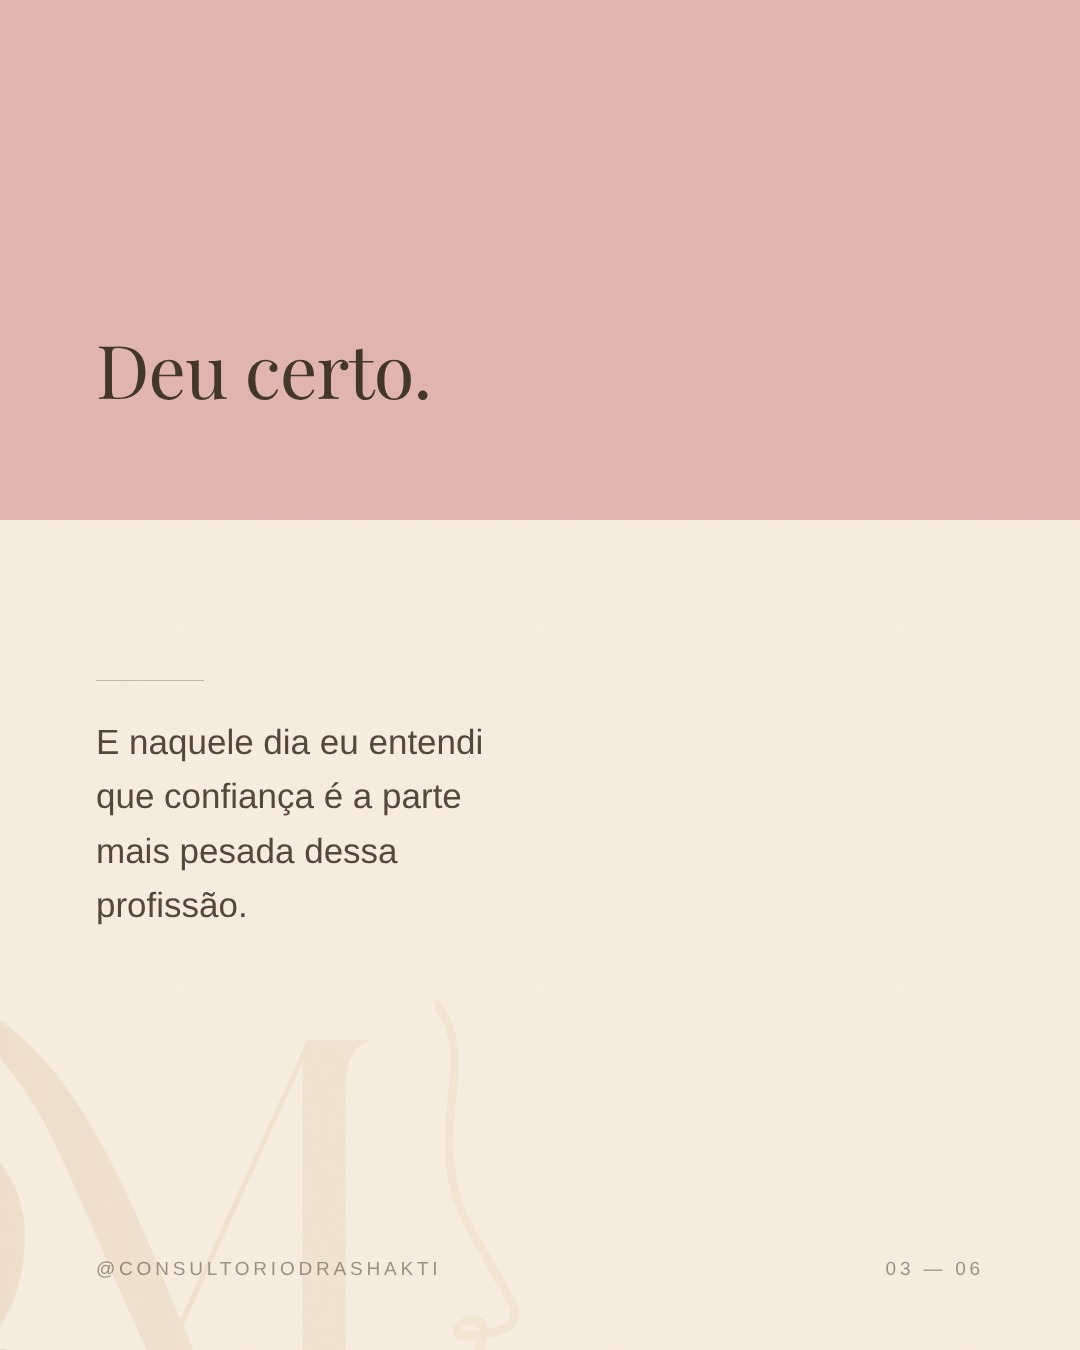 Deu certo.
E naquele dia eu entendi
que confiança é a parte
mais pesada dessa
profissão.
@CONSULTORIODRASHAKTI
03 — 06